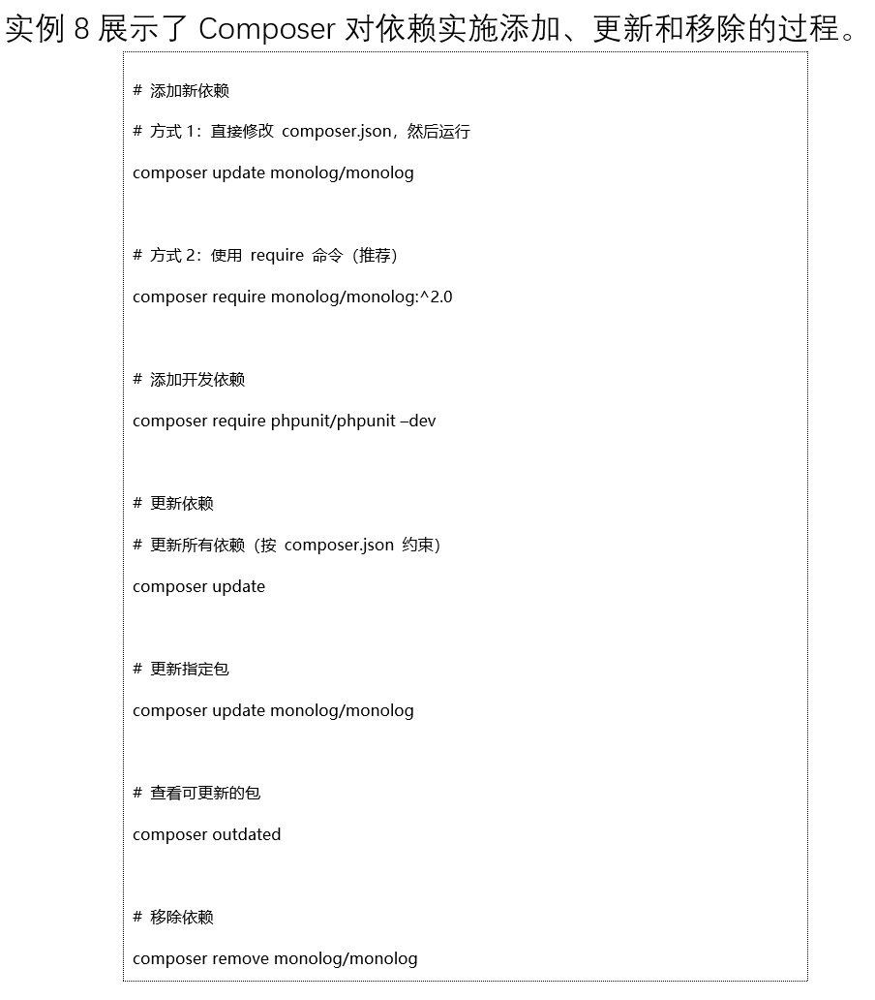 实例 8 展示了 Composer 对依赖实施添加、更新和移除的过程。
# 添加新依赖
# 方式 1：直接修改 composer.json，然后运行
composer update monolog/monolog
# 方式 2：使用 require 命令（推荐）
composer require monolog/monolog:^2.0
# 添加开发依赖
composer require phpunit/phpunit –dev
# 更新依赖
# 更新所有依赖（按 composer.json 约束）
composer update
# 更新指定包
composer update monolog/monolog
# 查看可更新的包
composer outdated
# 移除依赖
composer remove monolog/monolog